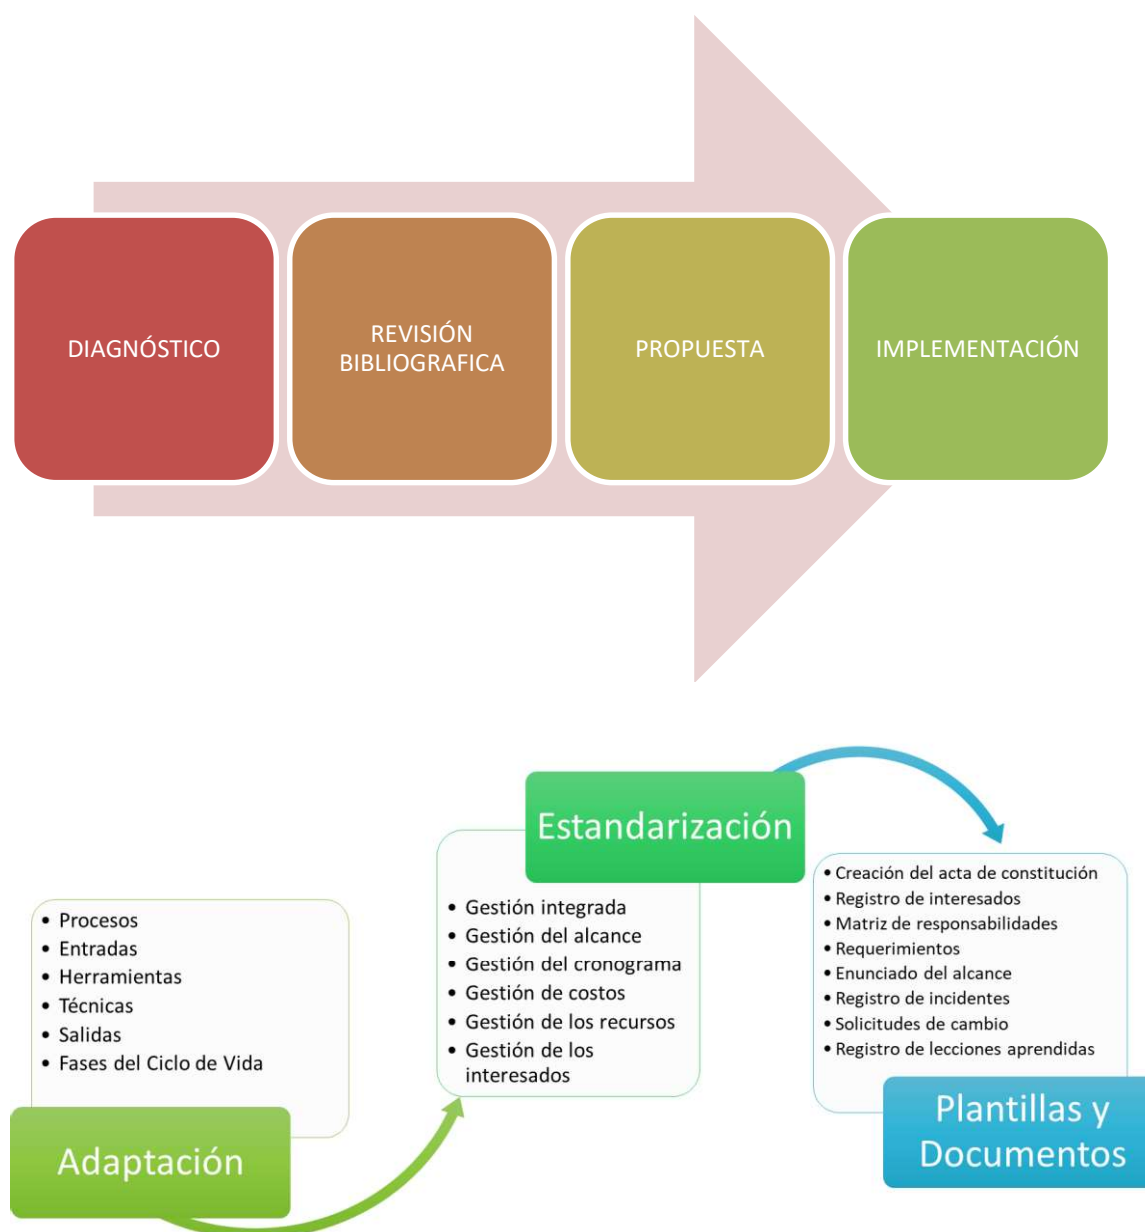 DIAGNÓSTICO
REVISIÓN
BIBLIOGRAFICA
PROPUESTA
IMPLEMENTACIÓN
• Procesos
• Entradas
• Herramientas
• Técnicas
• Salidas
• Fases del Ciclo de Vida
Adaptación
Estandarización
• Gestión integrada
• Gestión del alcance
• Gestión del cronograma
• Gestión de costos
• Gestión de los recursos
• Gestión de los
interesados
• Creación del acta de constitución
• Registro de interesados
• Matriz de responsabilidades
• Requerimientos
• Enunciado del alcance
• Registro de incidentes
• Solicitudes de cambio
• Registro de lecciones aprendidas
Plantillas y
Documentos